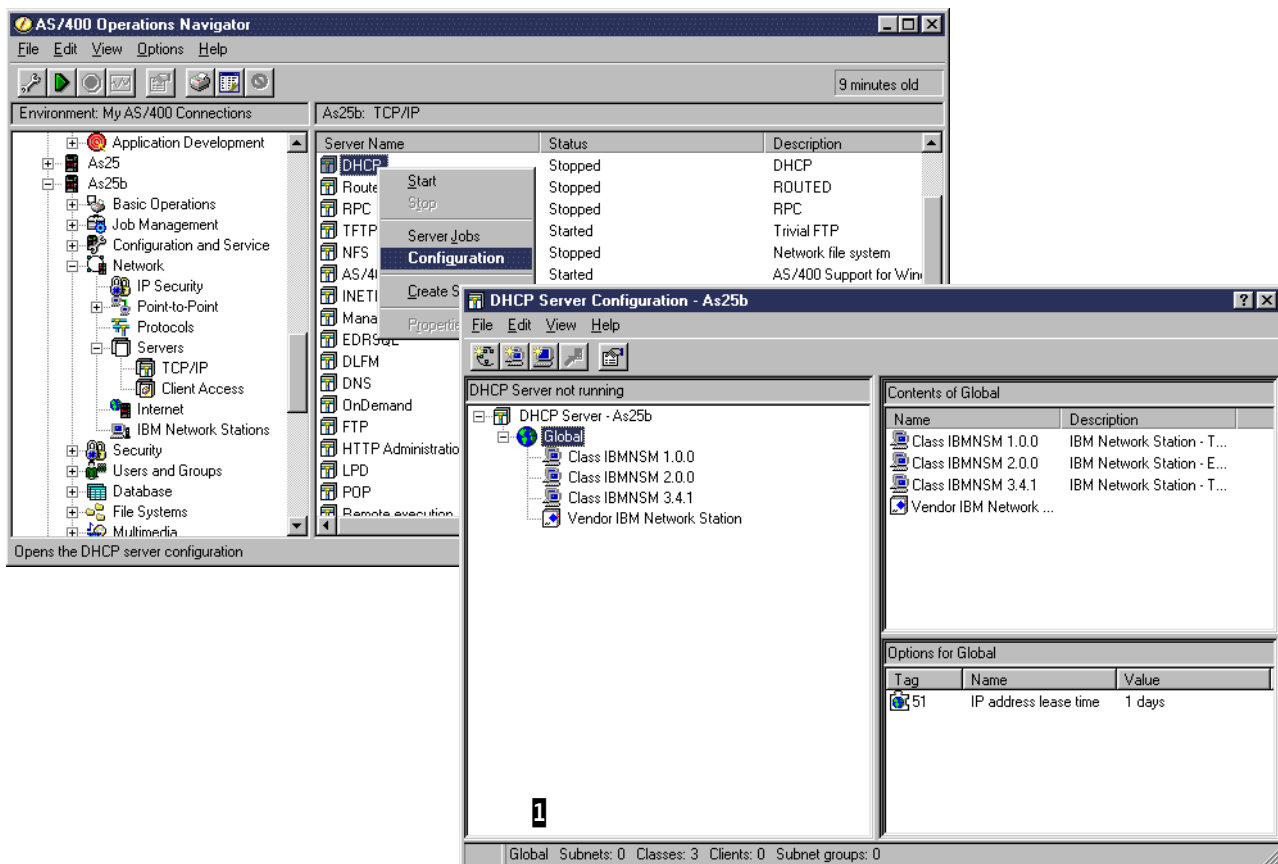 AS/400 Operations Navigator
File Edit View Options Help
9 minutes old
Environment: My AS/400 Connections
As25b: TCP/IP
Application Development
As25
As25b
Basic Operations
Job Management
Configuration and Service
Network
IP Security
Point-to-Point
Protocols
Servers
TCP/IP
Client Access
Internet
IBM Network Stations
Security
Users and Groups
Database
File Systems
Multimedia
Server Name Status Description
DHCP Stopped DHCP
Route Stopped ROUTED
RPC Stopped RPC
TFTP Started Trivial FTP
NFS Stopped Network file system
AS/40 Started AS/400 Support for Win
INET
Mana
EDRSQL
DLFM
DNS
OnDemand
FTP
HTTP Administratio
LPD
POP
Remote execution
Start
Stop
Server Jobs
Configuration
Create S
Propertie
Opens the DHCP server configuration
DHCP Server Configuration - As25b
File Edit View Help
DHCP Server not running
DHCP Server - As25b
Global
Class IBMNSM 1.0.0
Class IBMNSM 2.0.0
Class IBMNSM 3.4.1
Vendor IBM Network Station
1
Contents of Global
Name Description
Class IBMNSM 1.0.0 IBM Network Station - T...
Class IBMNSM 2.0.0 IBM Network Station - E...
Class IBMNSM 3.4.1 IBM Network Station - T...
Vendor IBM Network ...
Options for Global
Tag Name Value
51 IP address lease time 1 days
Global Subnets: 0 Classes: 3 Clients: 0 Subnet groups: 0